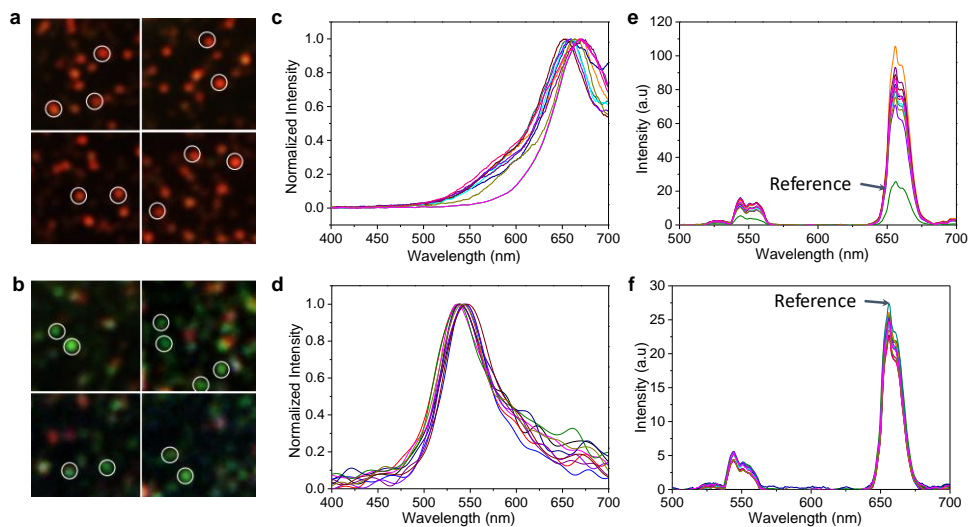 a
b
c
Normalized Intensity
1.0
0.8
0.6
0.4
0.2
0.0
400 450 500 550 600 650 700
Wavelength (nm)
d
Normalized Intensity
1.0
0.8
0.6
0.4
0.2
0.0
400 450 500 550 600 650 700
Wavelength (nm)
e
Intensity (a.u)
120
100
80
60
40
20
0
Reference
500 550 600 650 700
Wavelength (nm)
f
Intensity (a.u)
30
25
20
15
10
5
0
Reference
500 550 600 650 700
Wavelength (nm)